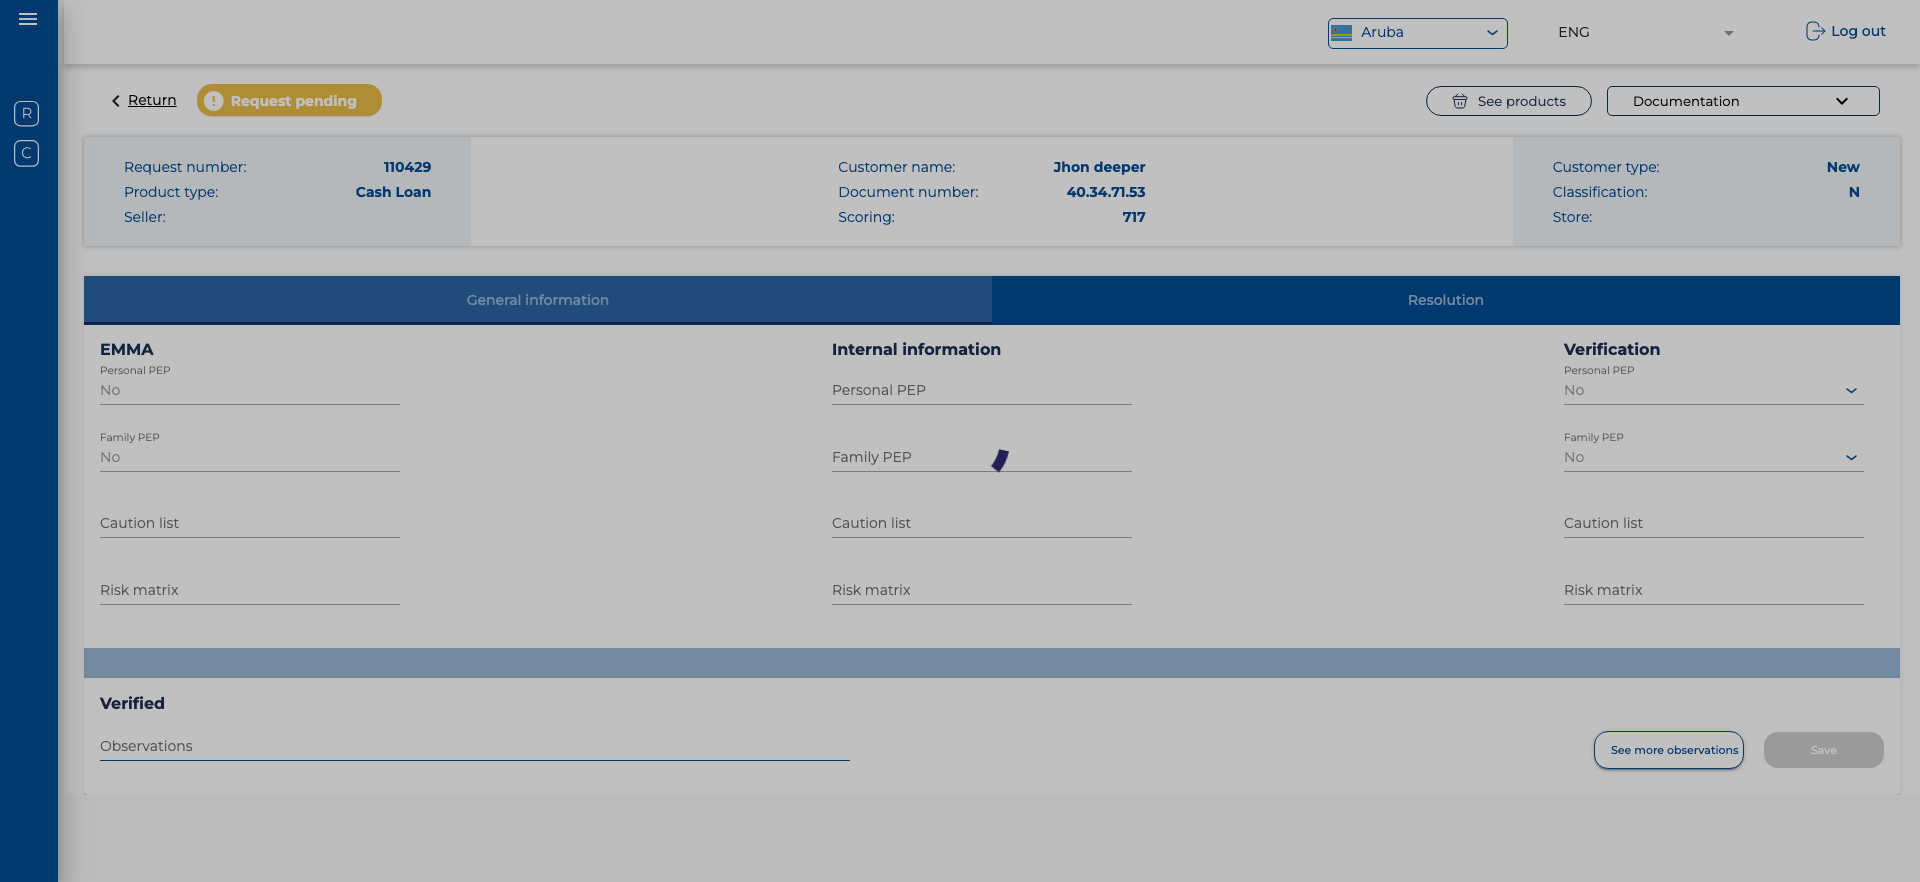 Aruba
ENG
Log out
R
C
Return
Request pending
See products
Documentation
Request number: 110429
Product type: Cash Loan
Seller:
Customer name: Jhon deeper
Document number: 40.34.71.53
Scoring: 717
Customer type: New
Classification: N
Store:
General information
Resolution
EMMA
Personal PEP
No
Family PEP
No
Caution list
Risk matrix
Internal information
Personal PEP
Family PEP
Caution list
Risk matrix
Verification
Personal PEP
No
Family PEP
No
Caution list
Risk matrix
Verified
Observations
See more observations
Save